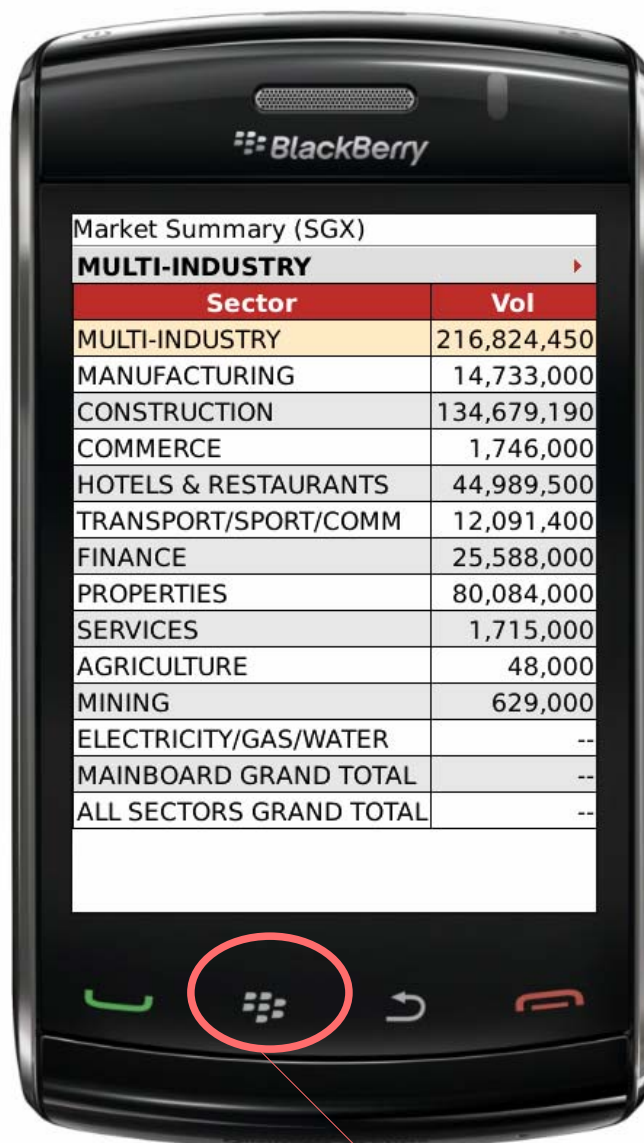 BlackBerry
Market Summary (SGX)
MULTI-INDUSTRY
Sector Vol
MULTI-INDUSTRY 216,824,450
MANUFACTURING 14,733,000
CONSTRUCTION 134,679,190
COMMERCE 1,746,000
HOTELS & RESTAURANTS 44,989,500
TRANSPORT/SPORT/COMM 12,091,400
FINANCE 25,588,000
PROPERTIES 80,084,000
SERVICES 1,715,000
AGRICULTURE 48,000
MINING 629,000
ELECTRICITY/GAS/WATER --
MAINBOARD GRAND TOTAL --
ALL SECTORS GRAND TOTAL --